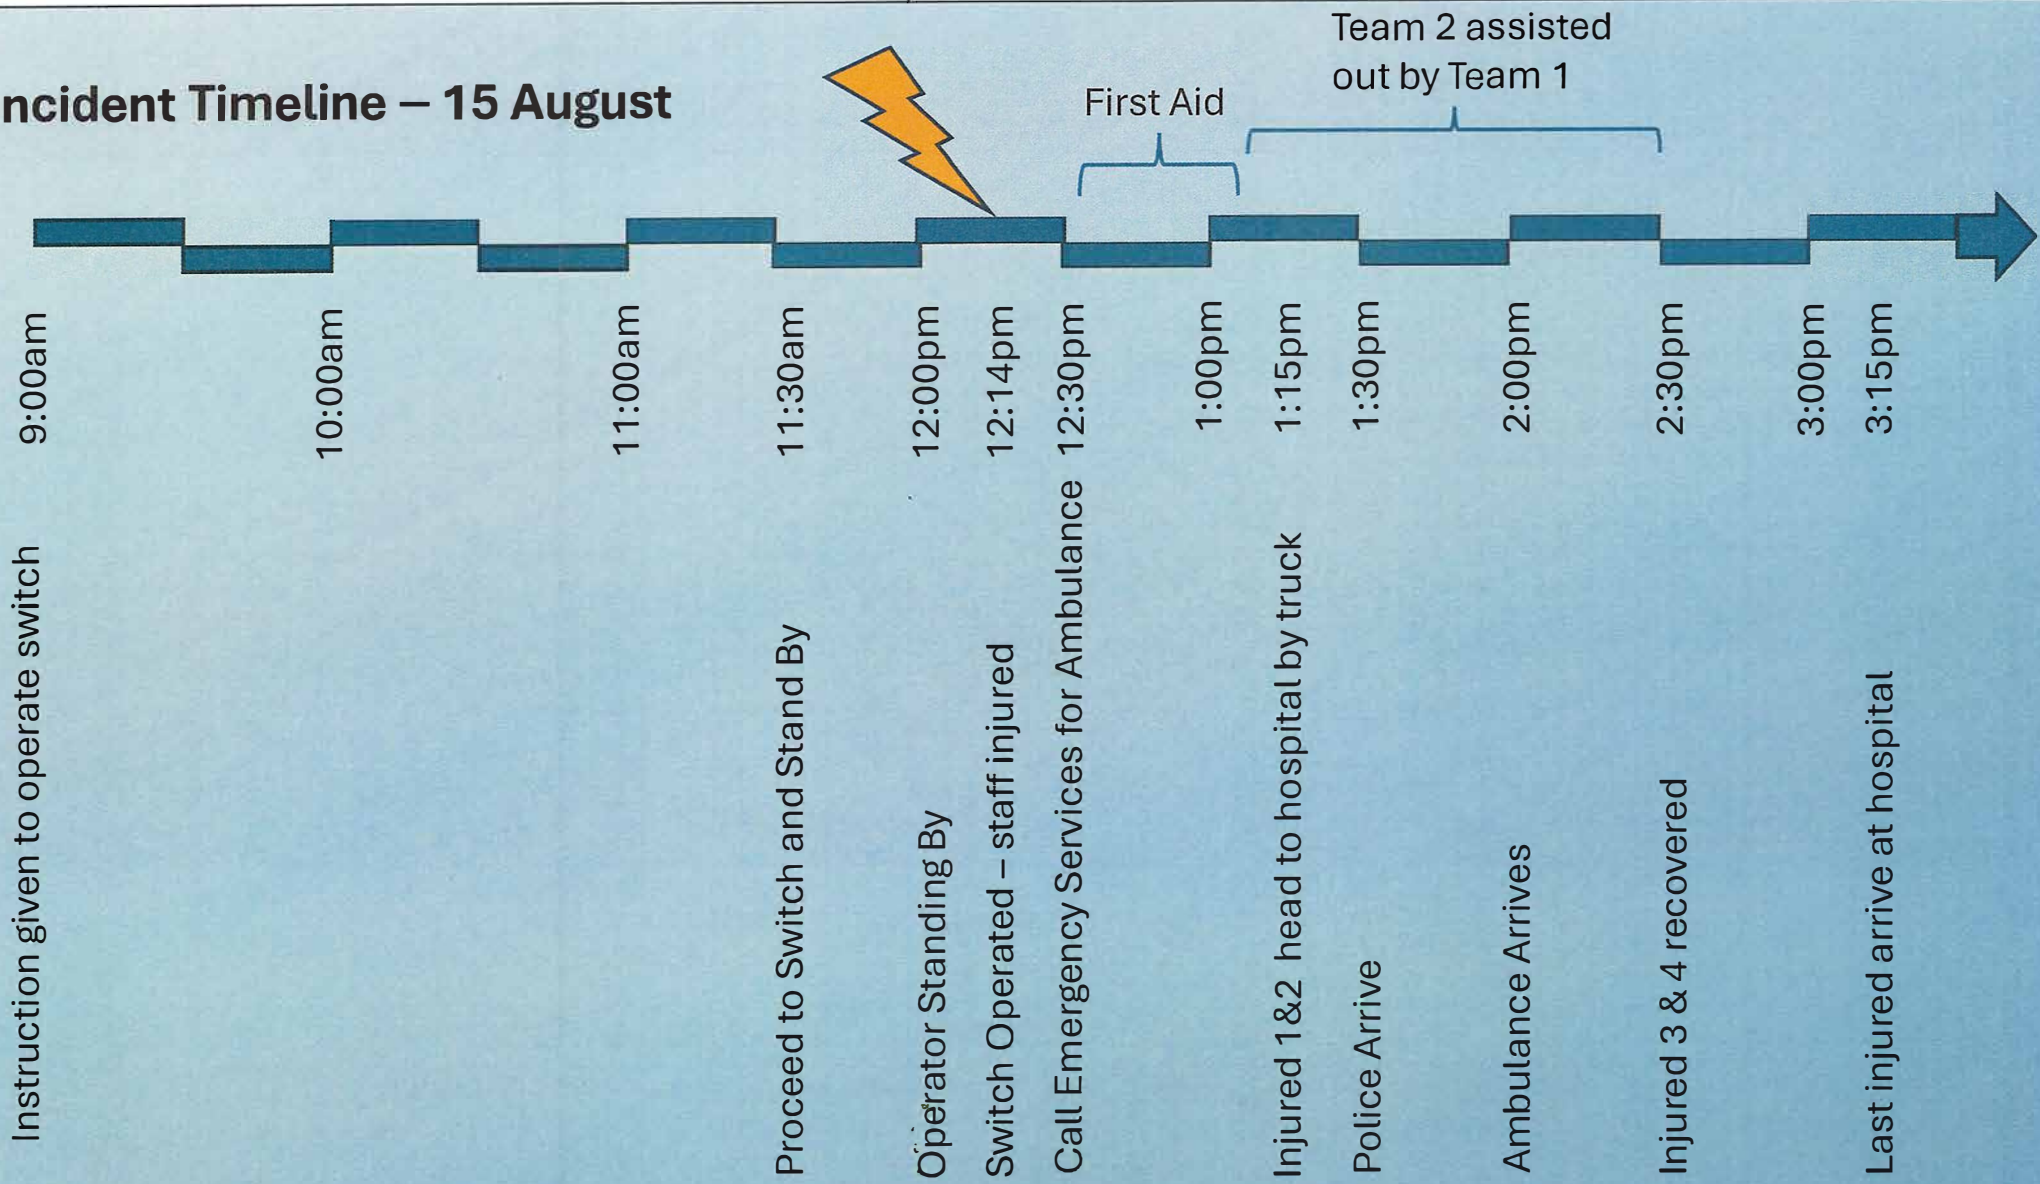 ncident Timeline – 15 August
First Aid
Team 2 assisted
out by Team 1
9:00am
10:00am
11:00am
11:30am
12:00pm
12:14pm
12:30pm
1:00pm
1:15pm
1:30pm
2:00pm
2:30pm
3:00pm
3:15pm
Instruction given to operate switch
Proceed to Switch and Stand By
Operator Standing By
Switch Operated – staff injured
Call Emergency Services for Ambulance
Injured 1&2 head to hospital by truck
Police Arrive
Ambulance Arrives
Injured 3 & 4 recovered
Last injured arrive at hospital